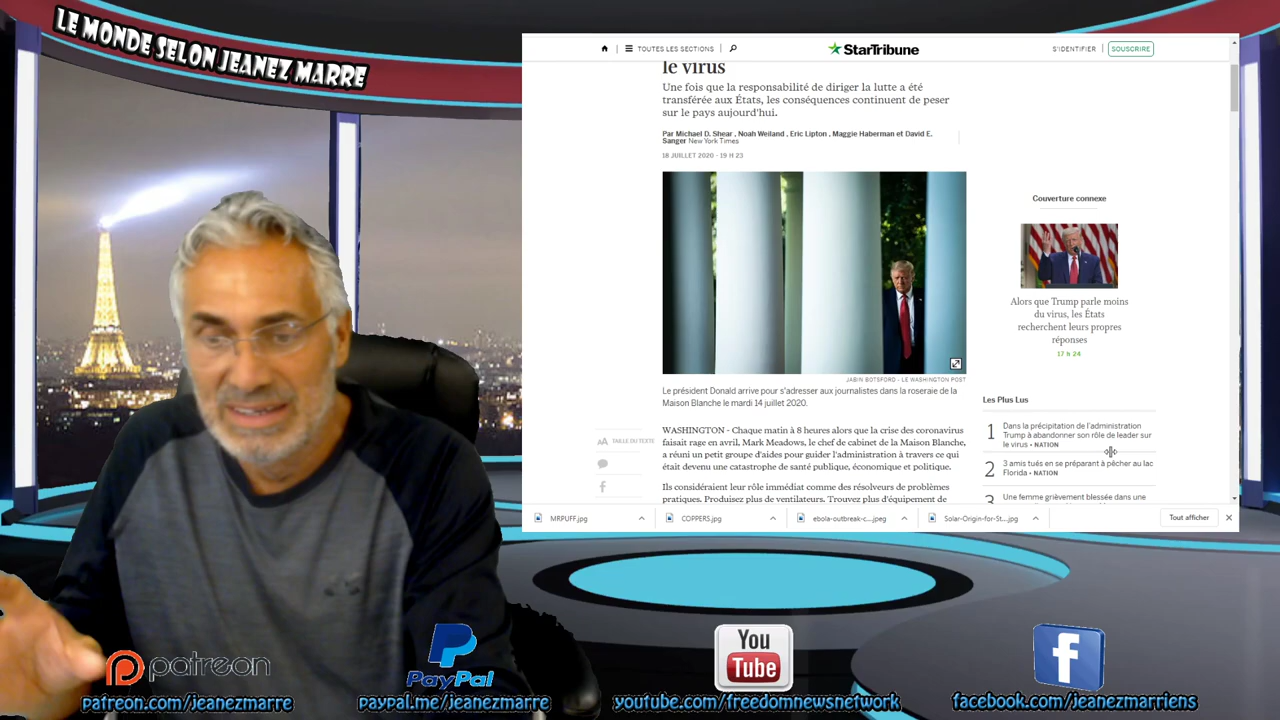 LE MONDE SELON JEANEZ MARRE
TOUTES LES SECTIONS
StarTribune
S'IDENTIFIER
SOUSCRIRE
le virus
Une fois que la responsabilité de diriger la lutte a été
transférée aux États, les conséquences continuent de peser
sur le pays aujourd'hui.
Par Michael D. Shear , Noah Weiland , Eric Lipton , Maggie Haberman et David E.
Sanger New York Times
18 JUILLET 2020 - 19 H 23
JABIN BOTSFORD - LE WASHINGTON POST
Le président Donald arrive pour s'adresser aux journalistes dans la roseraie de la
Maison Blanche le mardi 14 juillet 2020.
TAILLE DU TEXTE
WASHINGTON - Chaque matin à 8 heures alors que la crise des coronavirus
faisait rage en avril, Mark Meadows, le chef de cabinet de la Maison Blanche,
a réuni un petit groupe d'aides pour guider l'administration à travers ce qui
était devenu une catastrophe de santé publique, économique et politique.
Ils considéraient leur rôle immédiat comme des résolveurs de problèmes
pratiques. Produisez plus de ventilateurs. Trouvez plus d'équipement de
Couverture connexe
Alors que Trump parle moins
du virus, les États
recherchent leurs propres
réponses
17 h 24
Les Plus Lus
1
Dans la précipitation de l'administration
Trump à abandonner son rôle de leader sur
le virus • NATION
2
3 amis tués en se préparant à pêcher au lac
Florida • NATION
3
Une femme grièvement blessée dans une
MRPUFF.jpg
COPPERS.jpg
ebola-outbreak-c....jpeg
Solar-Origin-for-St....jpg
Tout afficher
patreon
PayPal
You
Tube
f
patreon.com/jeanezmarre
paypal.me/jeanezmarre
youtube.com/freedomnewsnetwork
facebook.com/jeanezmarriens